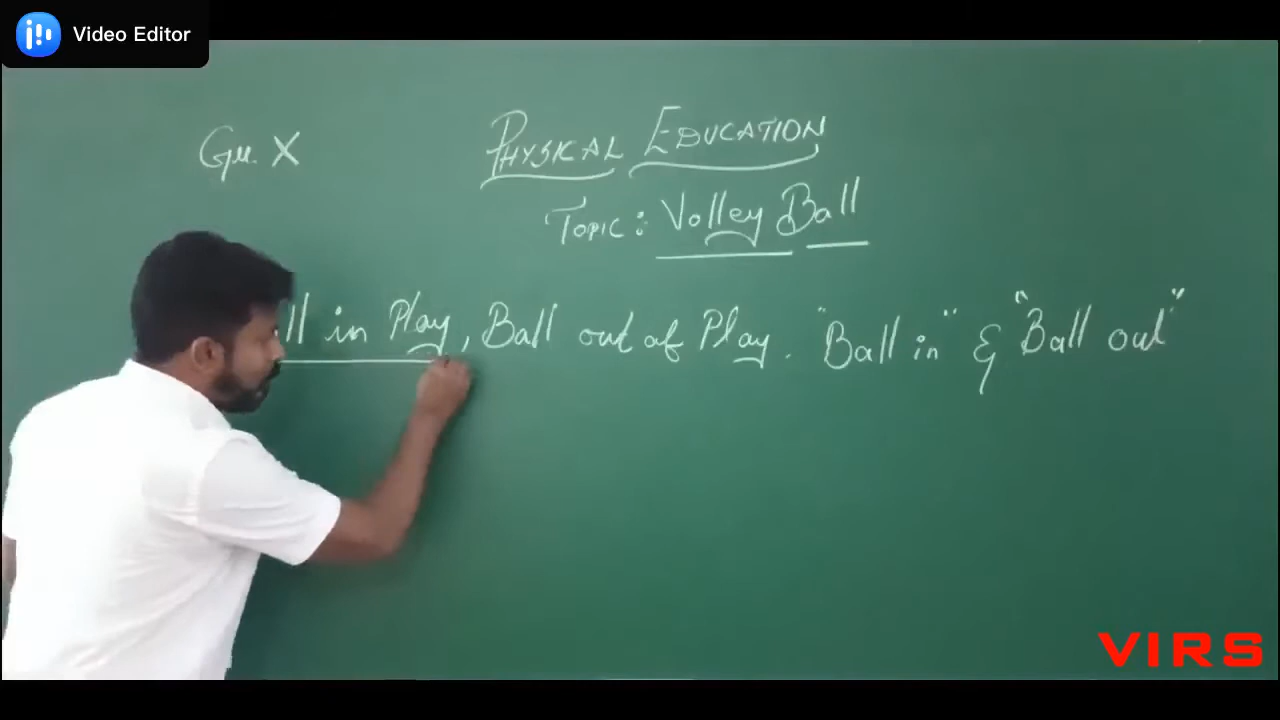 Video Editor
Gr. X
PHYSICAL EDUCATION
Topic: Volley Ball
ll in Play, Ball out of Play. "Ball in" & "Ball out"
VIRS